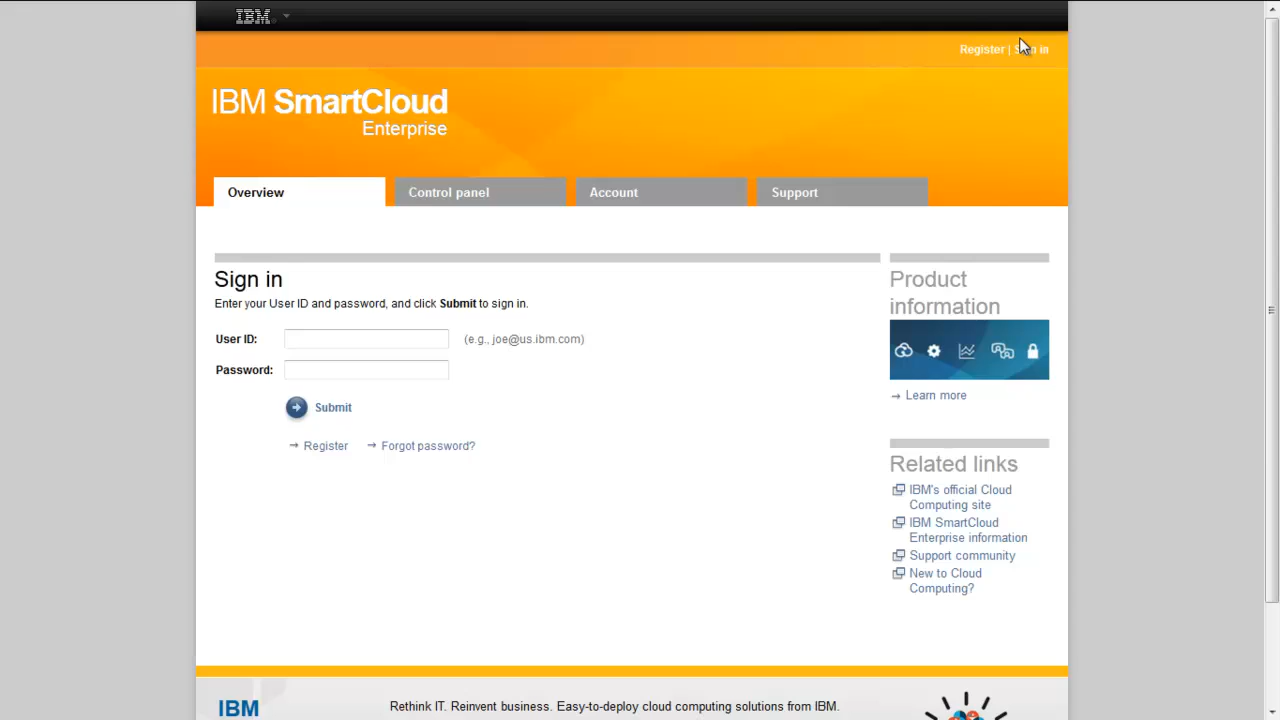 IBM
Register | Sign in
IBM SmartCloud
Enterprise
Overview
Control panel
Account
Support
Sign in
Enter your User ID and password, and click Submit to sign in.
User ID:
(e.g., joe@us.ibm.com)
Password:
Submit
Register
Forgot password?
Product
information
Learn more
Related links
IBM's official Cloud
Computing site
IBM SmartCloud
Enterprise information
Support community
New to Cloud
Computing?
IBM
Rethink IT. Reinvent business. Easy-to-deploy cloud computing solutions from IBM.